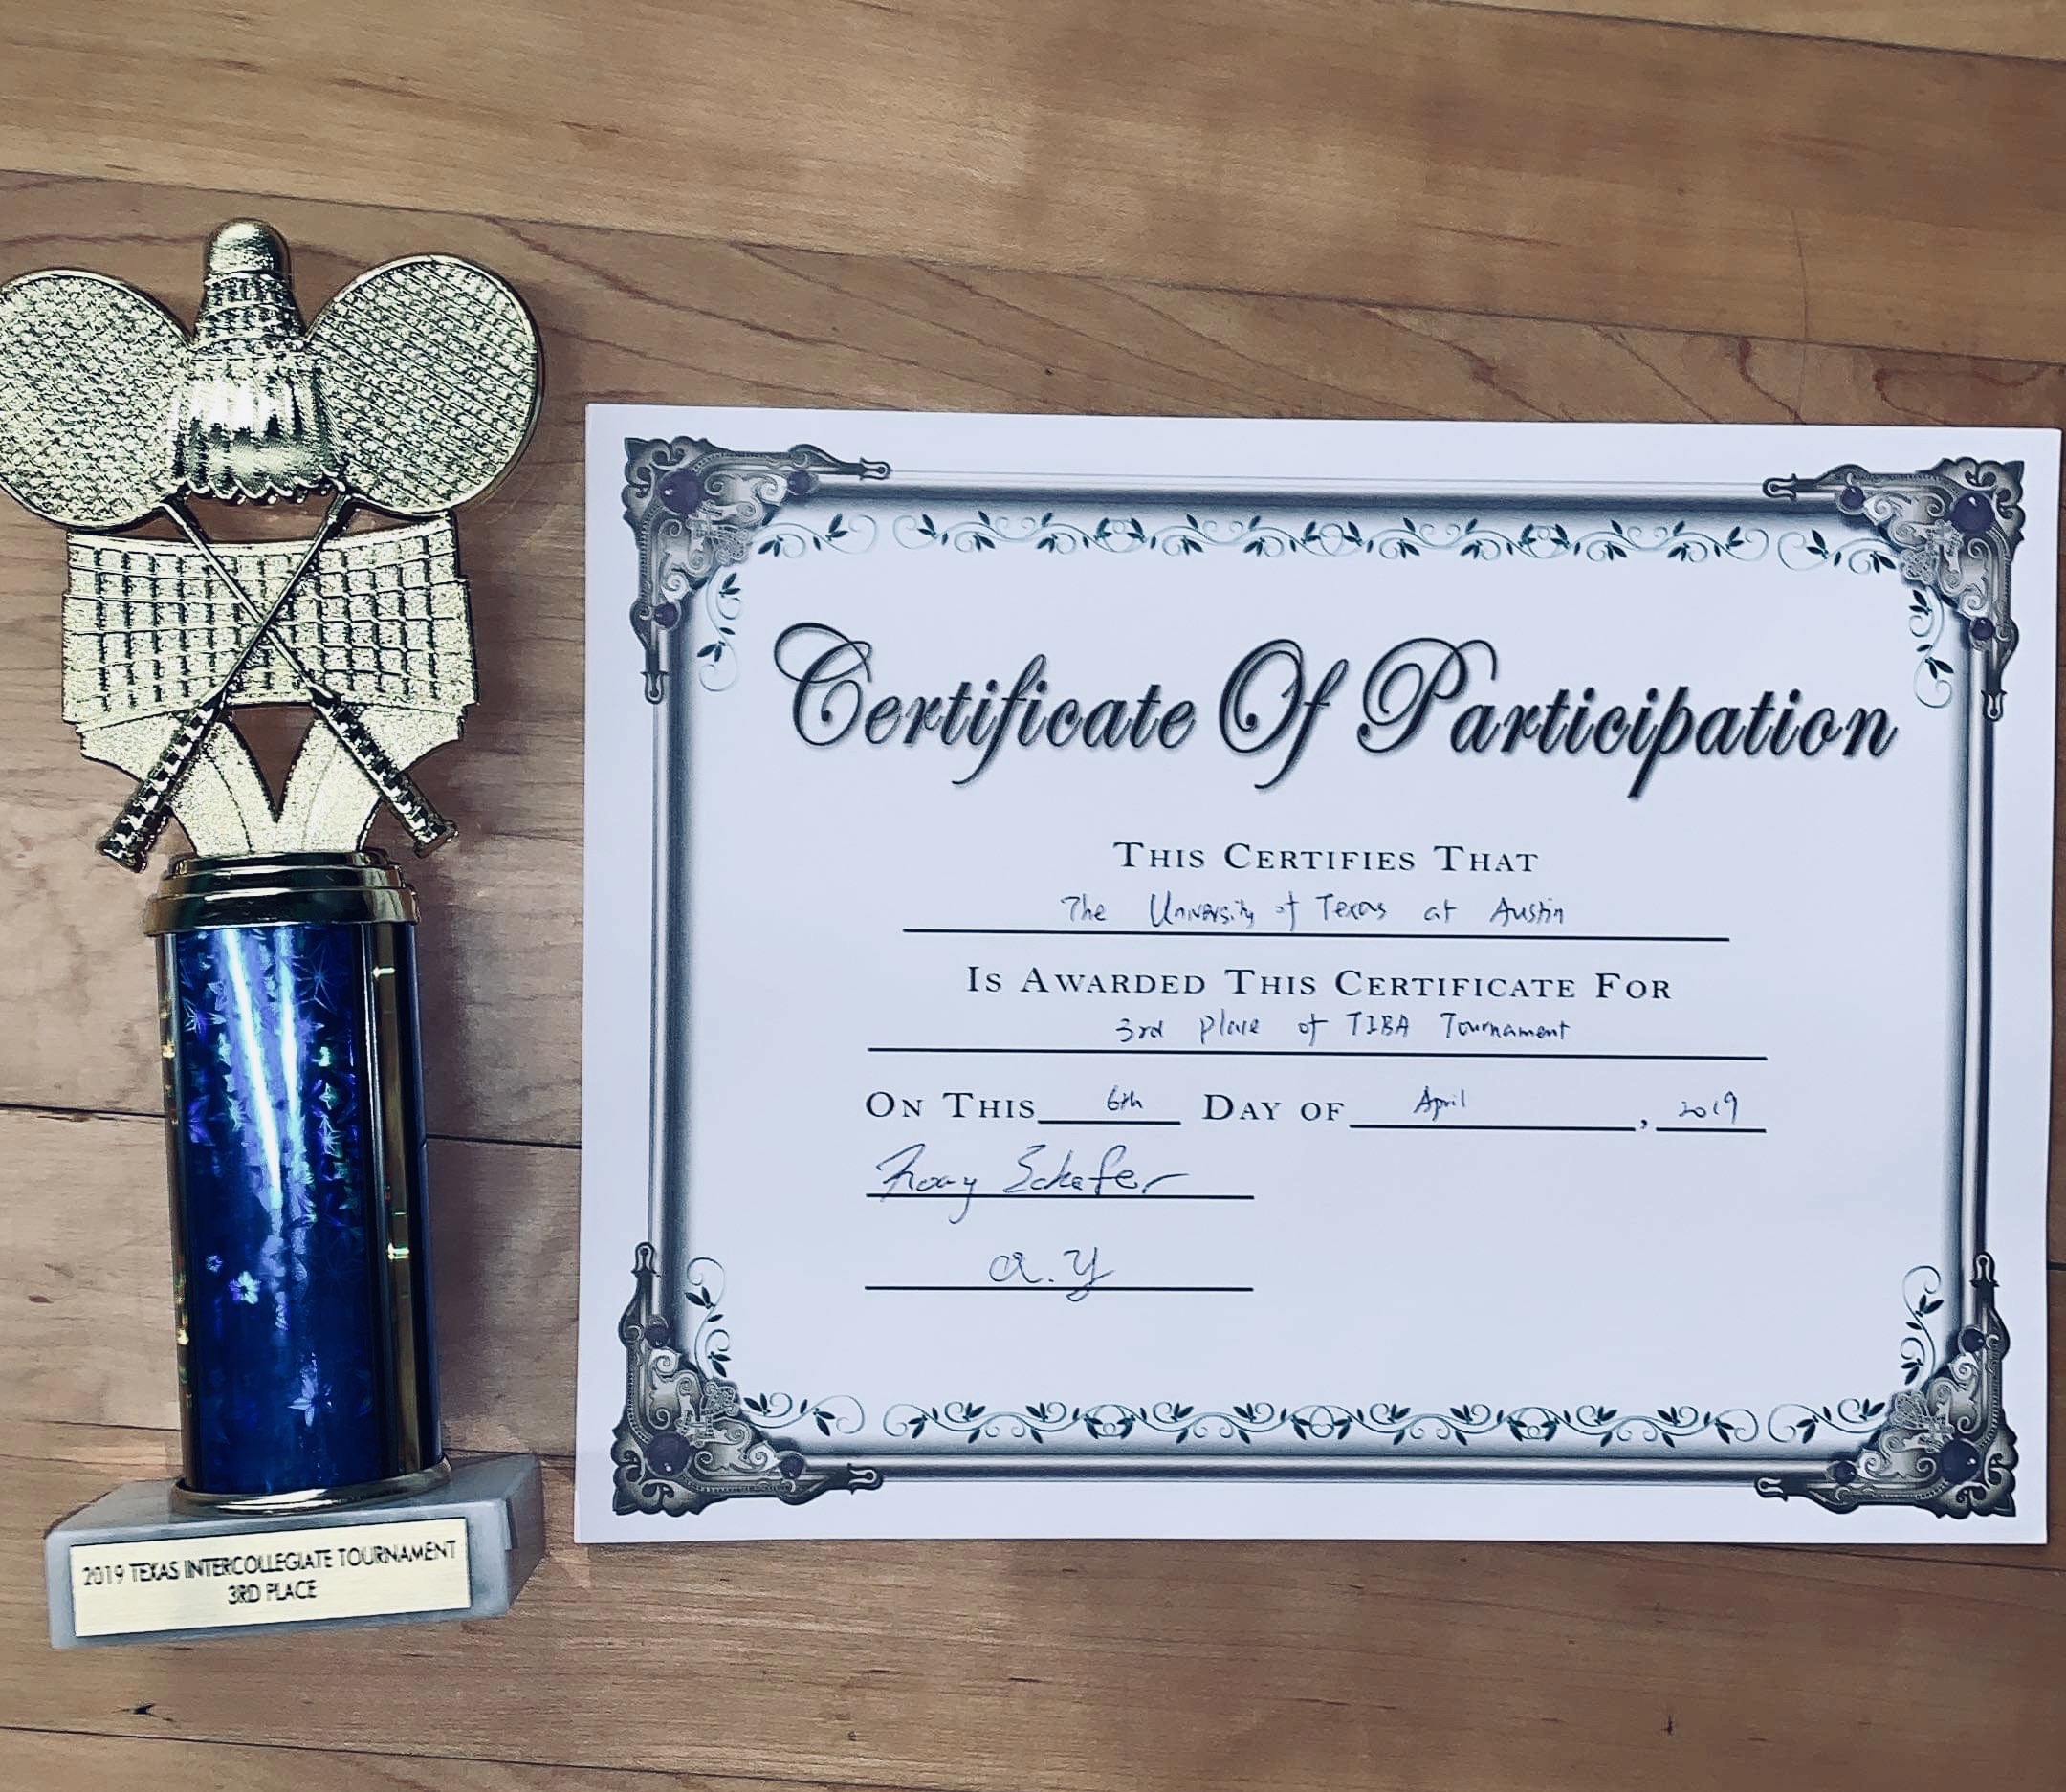 2019 TEXAS INTERCOLLEGIATE TOURNAMENT
3RD PLACE
Certificate Of Participation
THIS CERTIFIES THAT
The University of Texas at Austin
IS AWARDED THIS CERTIFICATE FOR
3rd place of TIBA Tournament
ON THIS 6th DAY OF April, 2019
Schafer
a.y